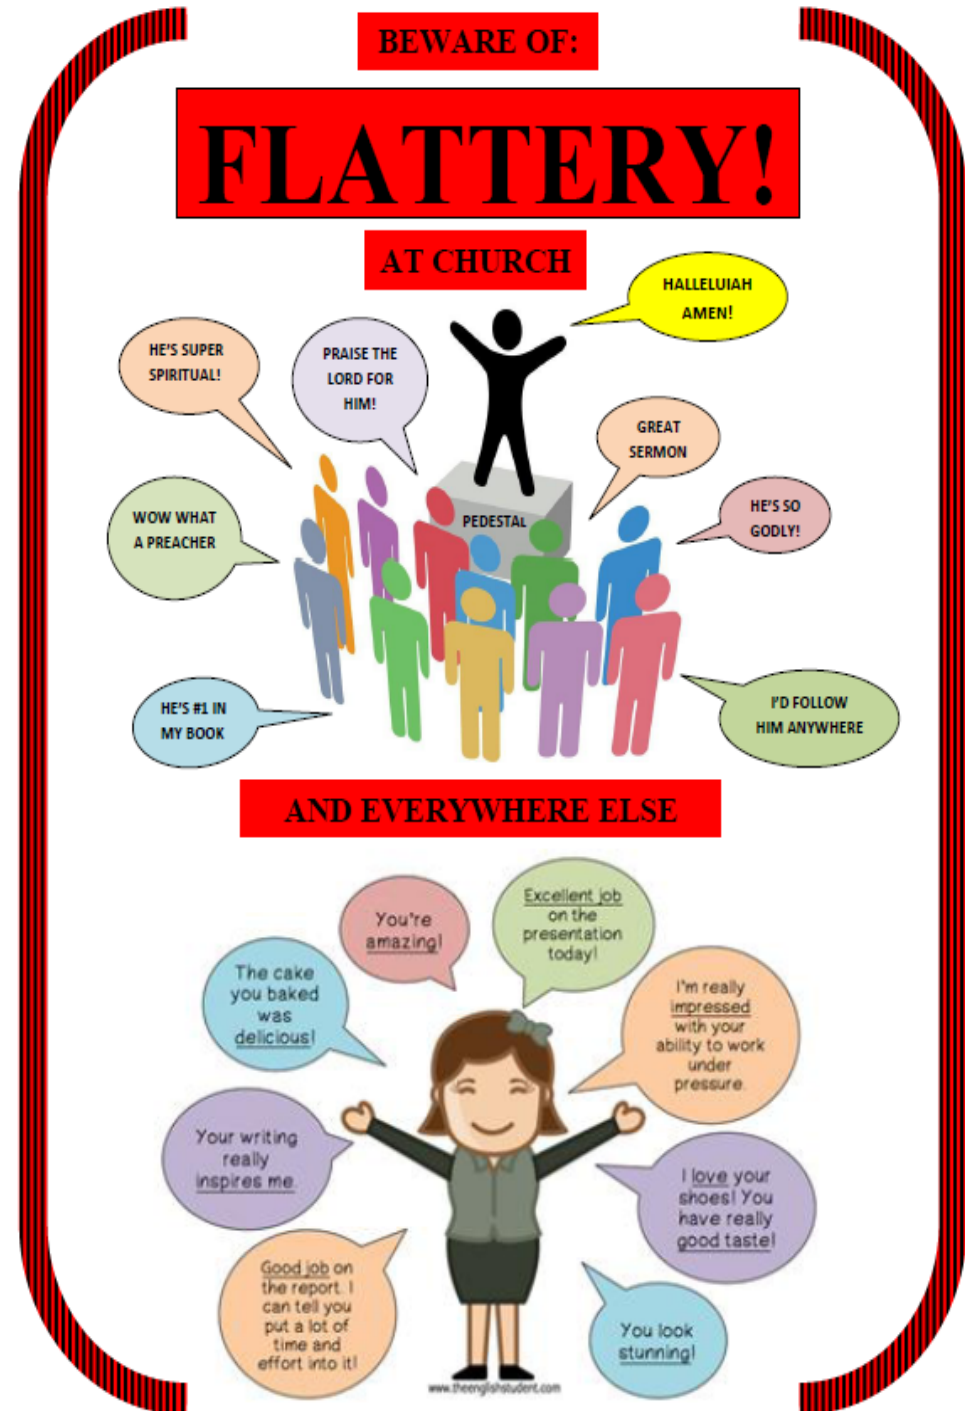 BEWARE OF:
FLATTERY!
AT CHURCH
HALLELUIAH
AMEN!
HE'S SUPER
SPIRITUAL!
PRAISE THE
LORD FOR
HIM!
GREAT
SERMON
WOW WHAT
A PREACHER
PEDESTAL
HE'S SO
GODLY!
HE'S #1 IN
MY BOOK
I'D FOLLOW
HIM ANYWHERE
AND EVERYWHERE ELSE
You're
amazing!
Excellent job
on the
presentation
today!
The cake
you baked
was
delicious!
I'm really
impressed
with your
ability to work
under
pressure.
Your writing
really
inspires me.
I love your
shoes! You
have really
good taste!
Good job on
the report. I
can tell you
put a lot of
time and
effort into it!
You look
stunning!
www.theenglishstudent.com